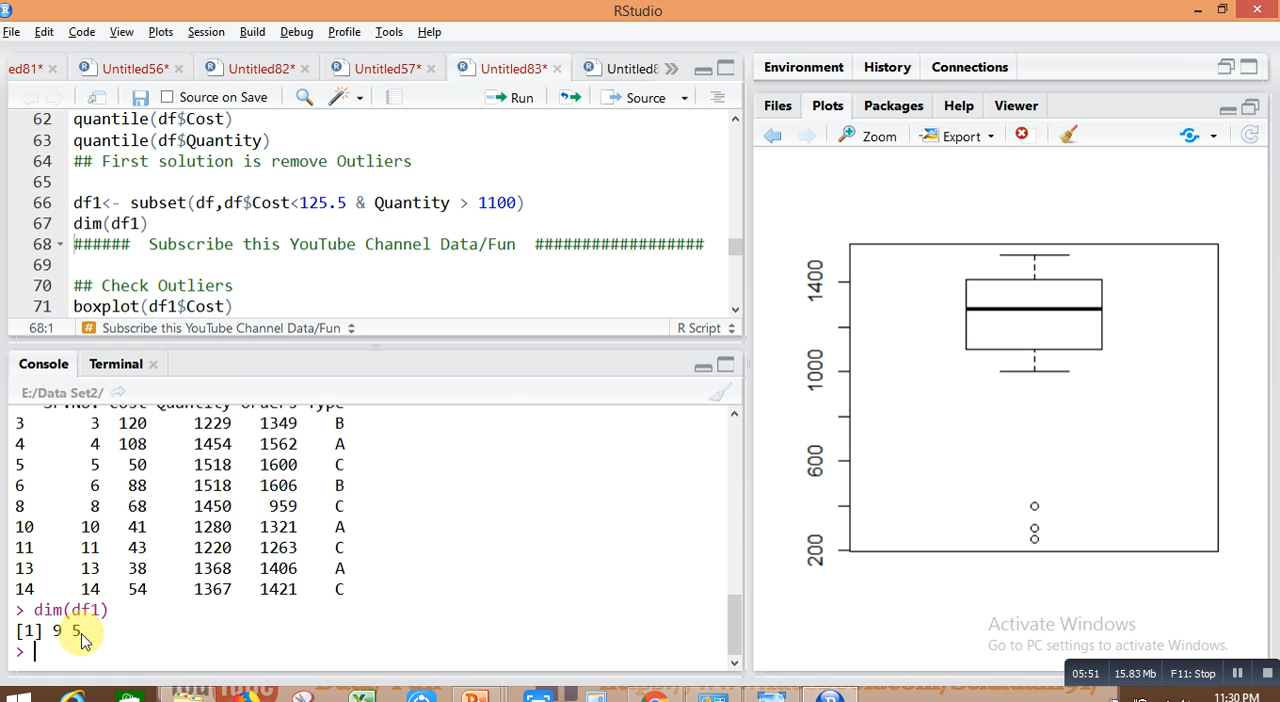 RStudio
File Edit Code View Plots Session Build Debug Profile Tools Help
ed81* Untitled56* Untitled82* Untitled57* Untitled83* Untitled8
Source on Save Run Source
62 quantile(df$Cost)
63 quantile(df$Quantity)
64 ## First solution is remove Outliers
65
66 df1<- subset(df,df$Cost<125.5 & Quantity > 1100)
67 dim(df1)
68 ###### Subscribe this YouTube Channel Data/Fun ##################
69
70 ## Check Outliers
71 boxplot(df1$Cost)
68:1 # Subscribe this YouTube Channel Data/Fun R Script
Console Terminal
E:/Data Set2/
Sr.No. Cost Quantity Orders Type
3 3 120 1229 1349 B
4 4 108 1454 1562 A
5 5 50 1518 1600 C
6 6 88 1518 1606 B
8 8 68 1450 959 C
10 10 41 1280 1321 A
11 11 43 1220 1263 C
13 13 38 1368 1406 A
14 14 54 1367 1421 C
> dim(df1)
[1] 9 5
>
Environment History Connections
Files Plots Packages Help Viewer
Zoom Export
1400
1000
600
200
Activate Windows
Go to PC settings to activate Windows.
05:51 15.83 Mb F11: Stop
11:30 PM